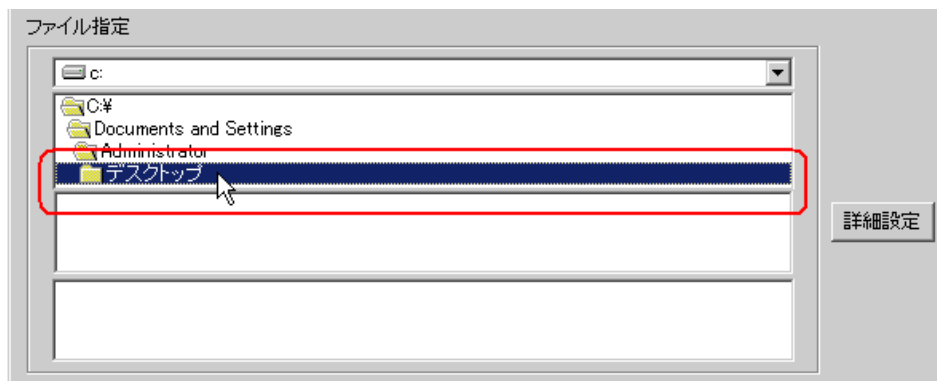 ファイル指定
c:
C:¥
Documents and Settings
Administrator
デスクトップ
詳細設定